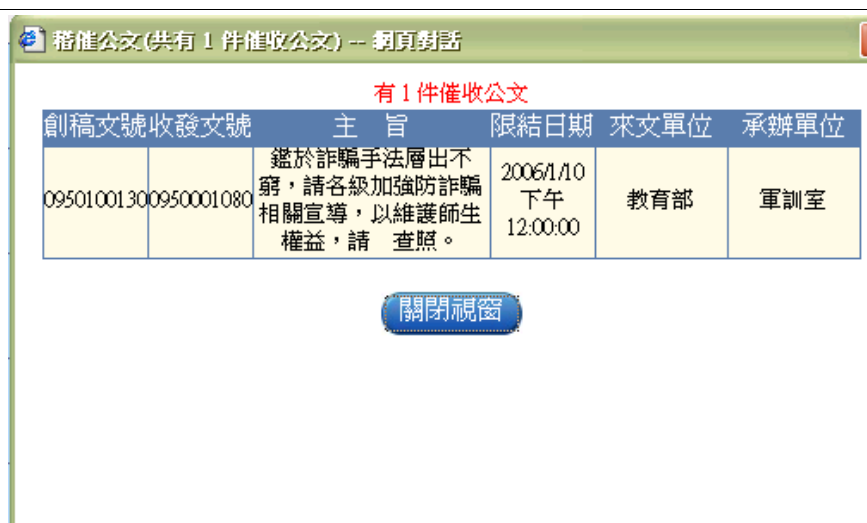 稽催公文(共有 1 件催收公文) -- 網頁對話
有1件催收公文
創稿文號 收發文號 主 旨 限結日期 來文單位 承辦單位
0950100130 0950001080 鑑於詐騙手法層出不窮，請各級加強防詐騙相關宣導，以維護師生權益，請　查照。 2006/1/10 下午 12:00:00 教育部 軍訓室
關閉視窗